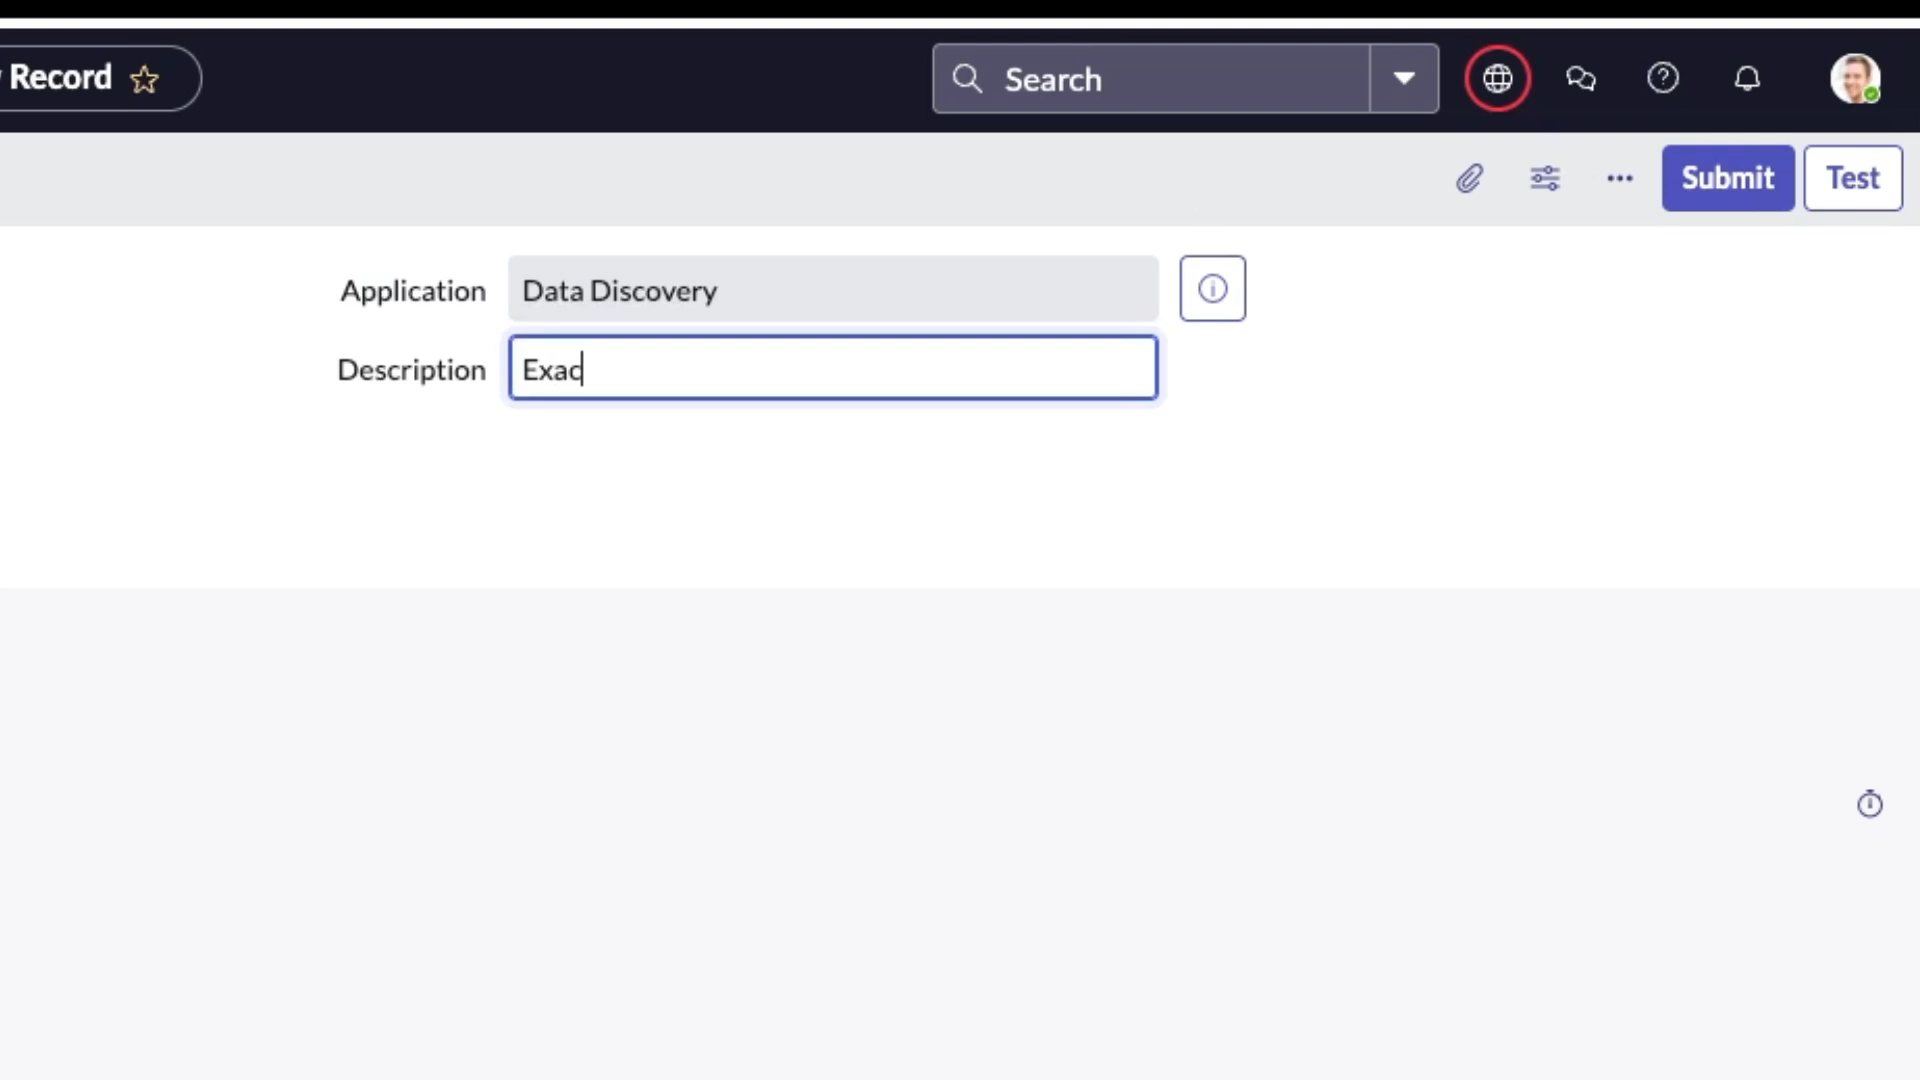 Record
Search
Submit
Test
Application
Data Discovery
Description
Exac